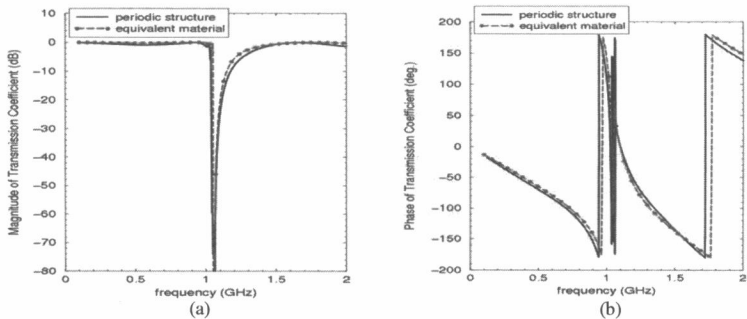 periodic structure
equivalent material
10
0
−10
−20
−30
−40
−50
−60
−70
−80
Magnitude of Transmission Coefficient (dB)
0
0.5
1
1.5
2
frequency (GHz)
(a)
periodic structure
equivalent material
200
150
100
50
0
−50
−100
−150
−200
Phase of Transmission Coefficient (deg.)
0
0.5
1
1.5
2
frequency (GHz)
(b)